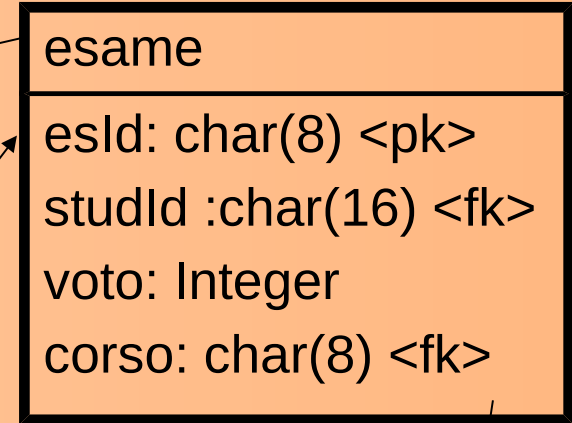 esame
esId: char(8) <pk>
studId :char(16) <fk>
voto: Integer
corso: char(8) <fk>